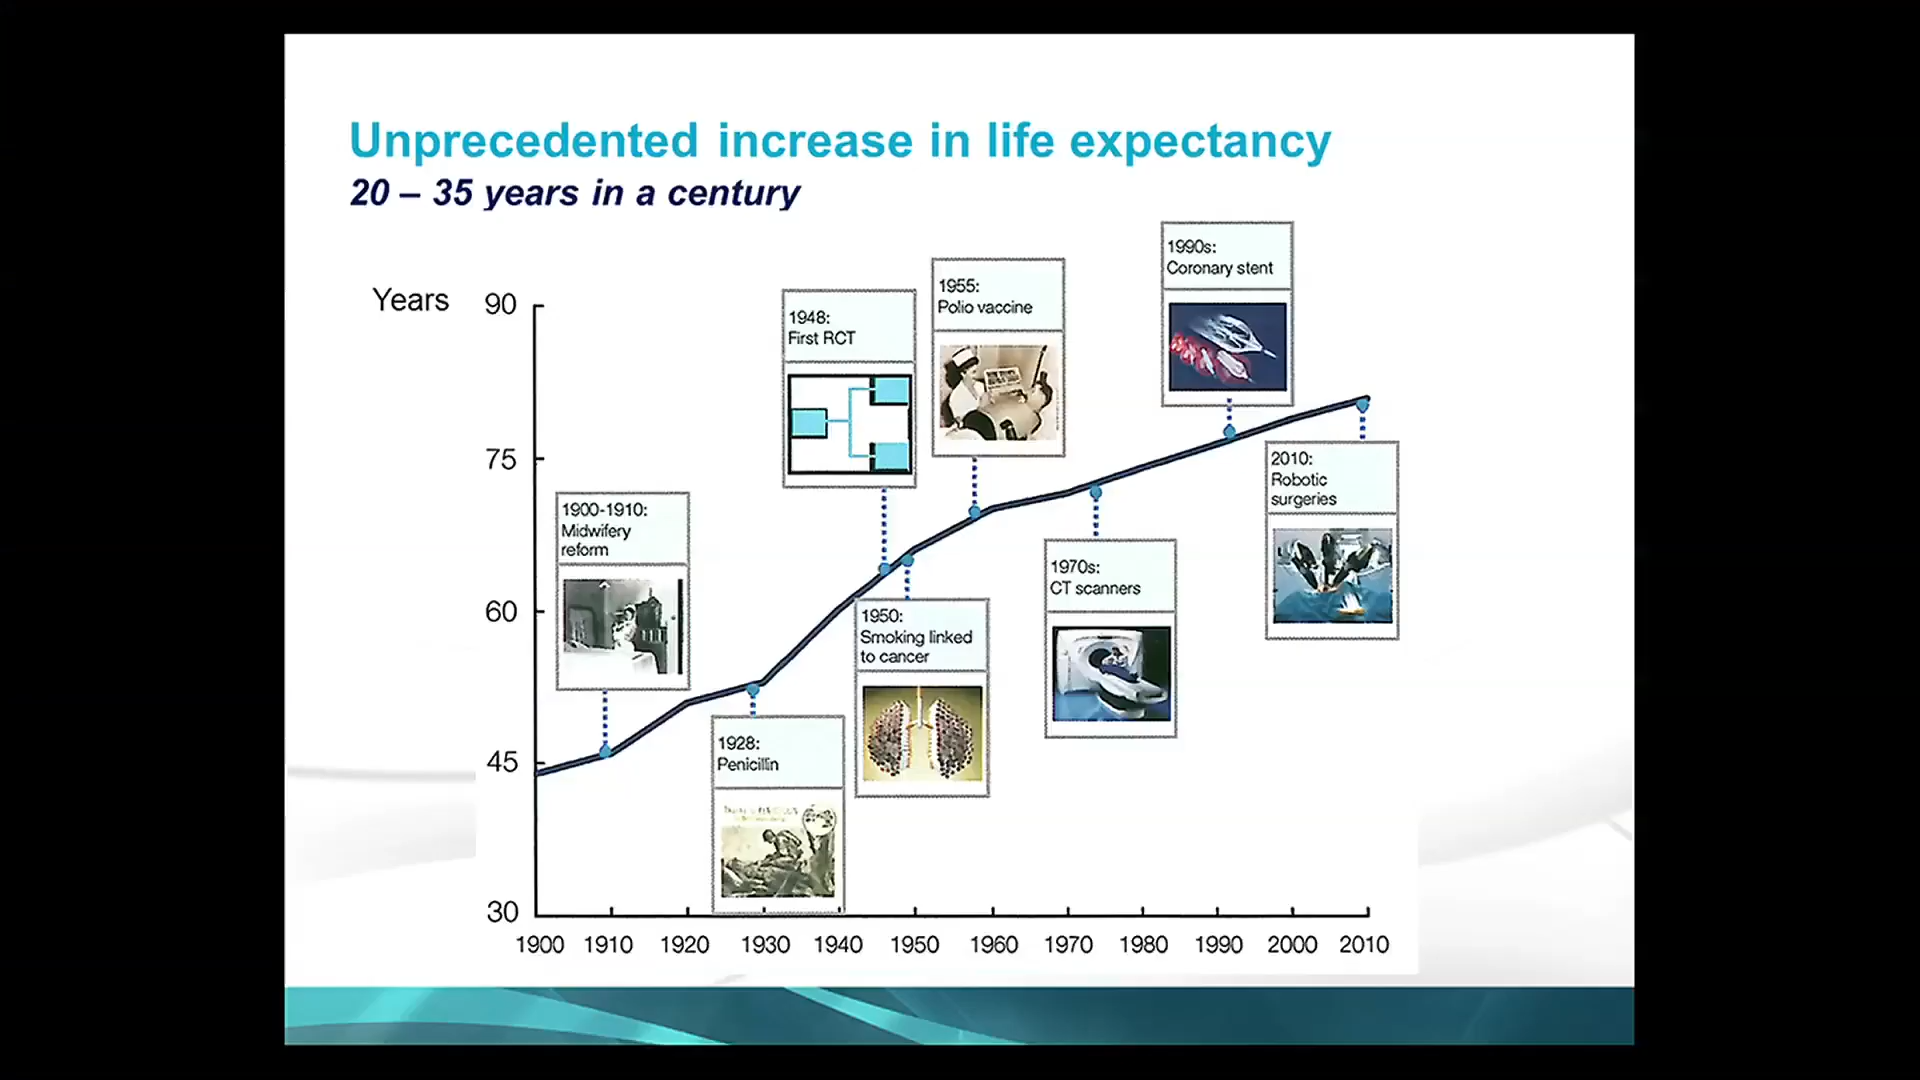 Unprecedented increase in life expectancy
20 – 35 years in a century
Years
90
75
60
45
30
1900-1910:
Midwifery
reform
1928:
Penicillin
1948:
First RCT
1950:
Smoking linked
to cancer
1955:
Polio vaccine
1970s:
CT scanners
1990s:
Coronary stent
2010:
Robotic
surgeries
1900 1910 1920 1930 1940 1950 1960 1970 1980 1990 2000 2010